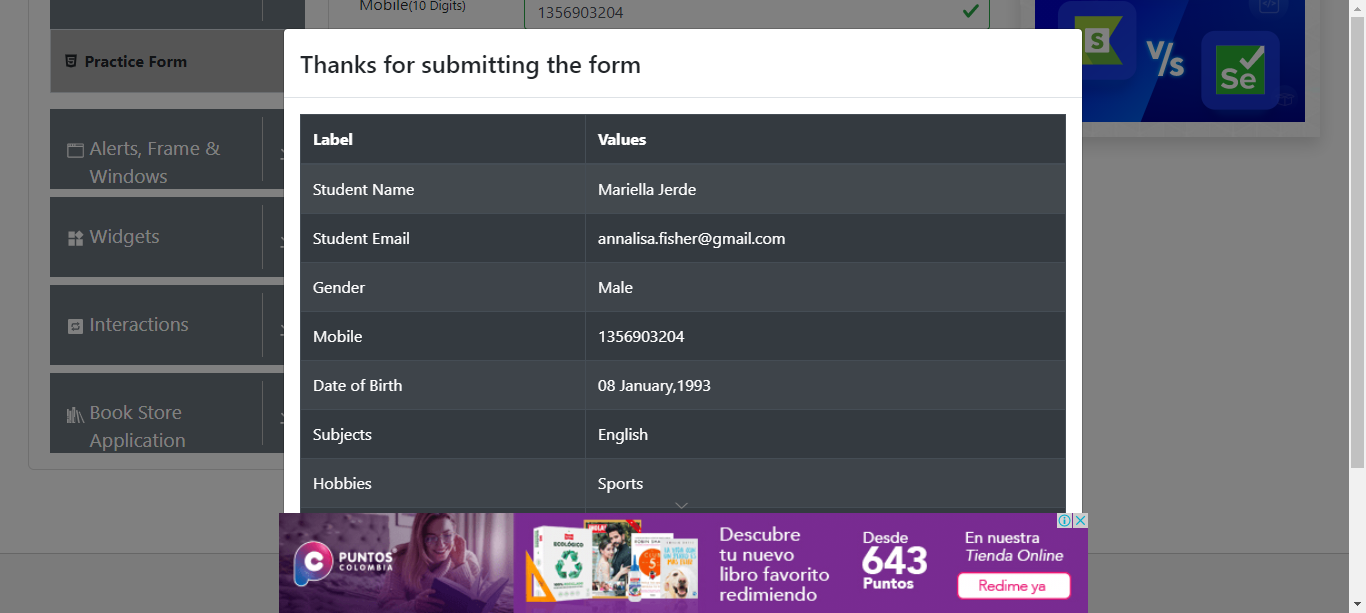 Mobile(10 Digits)
1356903204
Practice Form
Alerts, Frame &
Windows
Widgets
Interactions
Book Store
Application
S
V/s
Se
Thanks for submitting the form
Label Values
Student Name Mariella Jerde
Student Email annalisa.fisher@gmail.com
Gender Male
Mobile 1356903204
Date of Birth 08 January,1993
Subjects English
Hobbies Sports
PUNTOS
COLOMBIA
ECOLÓGICO
Descubre
tu nuevo
libro favorito
redimiendo
Desde
643
Puntos
En nuestra
Tienda Online
Redime ya